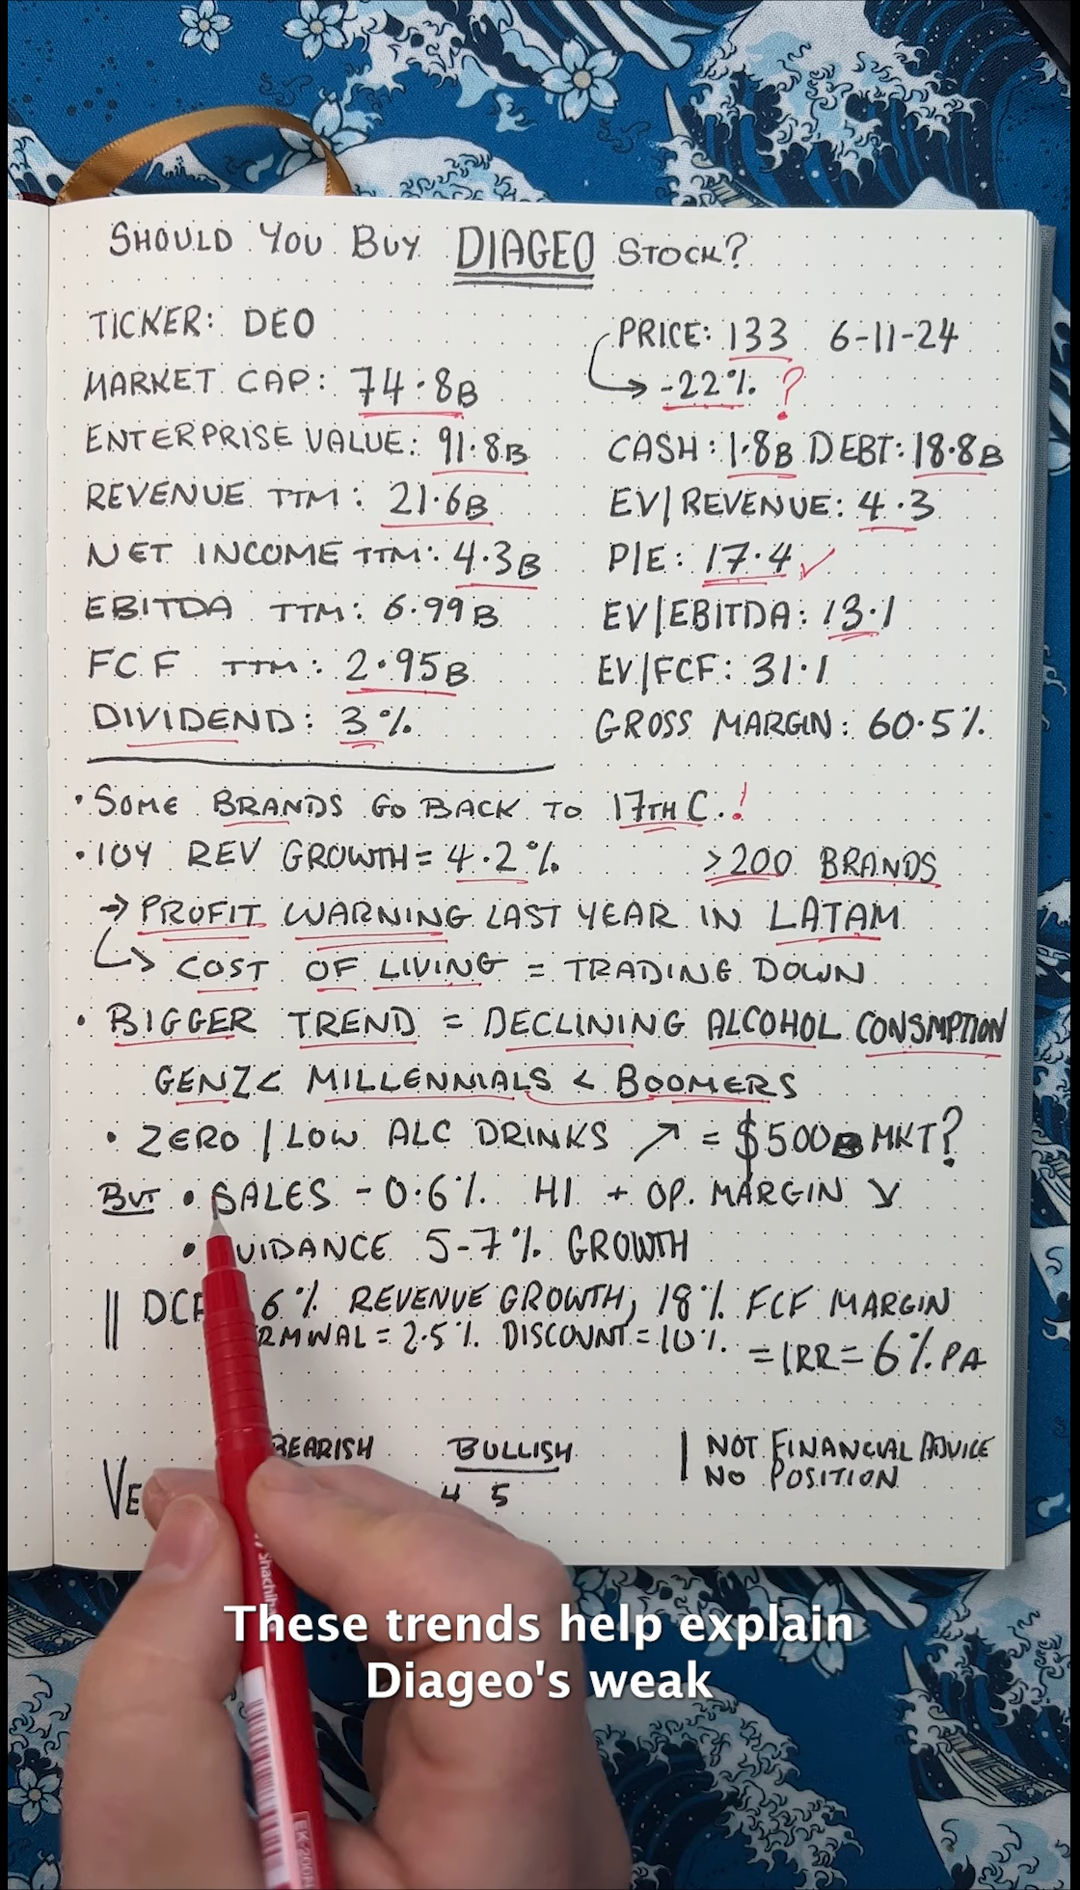 SHOULD YOU BUY DIAGEO STOCK?
TICKER: DEO
PRICE: 133 6-11-24
MARKET CAP: 74.8B
-22% ?
ENTERPRISE VALUE: 91.8B
CASH: 1.8B DEBT: 18.8B
REVENUE TTM: 21.6B
EV/REVENUE: 4.3
NET INCOME TTM: 4.3B
P/E: 17.4 ✓
EBITDA TTM: 6.99B
EV/EBITDA: 13.1
FCF TTM: 2.95B
EV/FCF: 31.1
DIVIDEND: 3%
GROSS MARGIN: 60.5%
• SOME BRANDS GO BACK TO 17TH C.!
• 10Y REV GROWTH = 4.2% >200 BRANDS
→ PROFIT WARNING LAST YEAR IN LATAM
↳ COST OF LIVING = TRADING DOWN
• BIGGER TREND = DECLINING ALCOHOL CONSMPTION
GENZ < MILLENNIALS < BOOMERS
• ZERO / LOW ALC DRINKS ↗ = $500B MKT?
BUT • SALES -0.6% H1 + OP. MARGIN ↘
• UIDANCE 5-7% GROWTH
DCF 6% REVENUE GROWTH, 18% FCF MARGIN
RMINAL = 2.5% DISCOUNT = 10%
= IRR = 6% PA
BEARISH BULLISH
VE 4 5
NOT FINANCIAL ADVICE
NO POSITION
These trends help explain
Diageo's weak